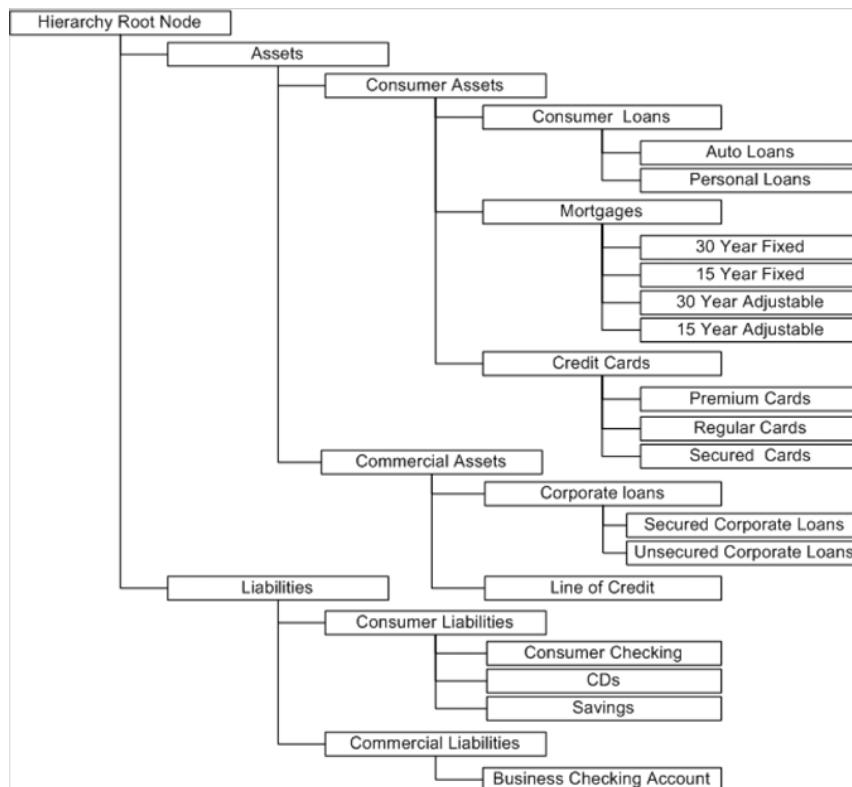 Hierarchy Root Node
Assets
Consumer Assets
Consumer Loans
Auto Loans
Personal Loans
Mortgages
30 Year Fixed
15 Year Fixed
30 Year Adjustable
15 Year Adjustable
Credit Cards
Premium Cards
Regular Cards
Secured Cards
Commercial Assets
Corporate loans
Secured Corporate Loans
Unsecured Corporate Loans
Line of Credit
Liabilities
Consumer Liabilities
Consumer Checking
CDs
Savings
Commercial Liabilities
Business Checking Account